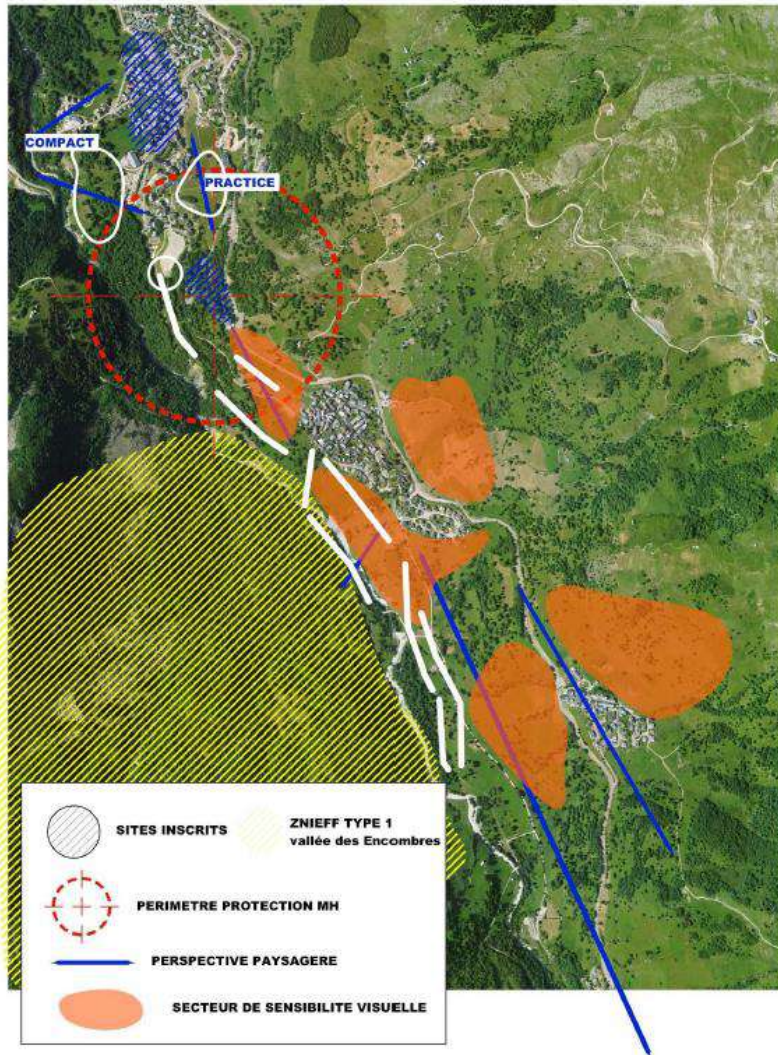 COMPACT
PRACTICE
SITES INSCRITS
ZNIEFF TYPE 1
vallée des Encombres
PERIMETRE PROTECTION MH
PERSPECTIVE PAYSAGERE
SECTEUR DE SENSIBILITE VISUELLE